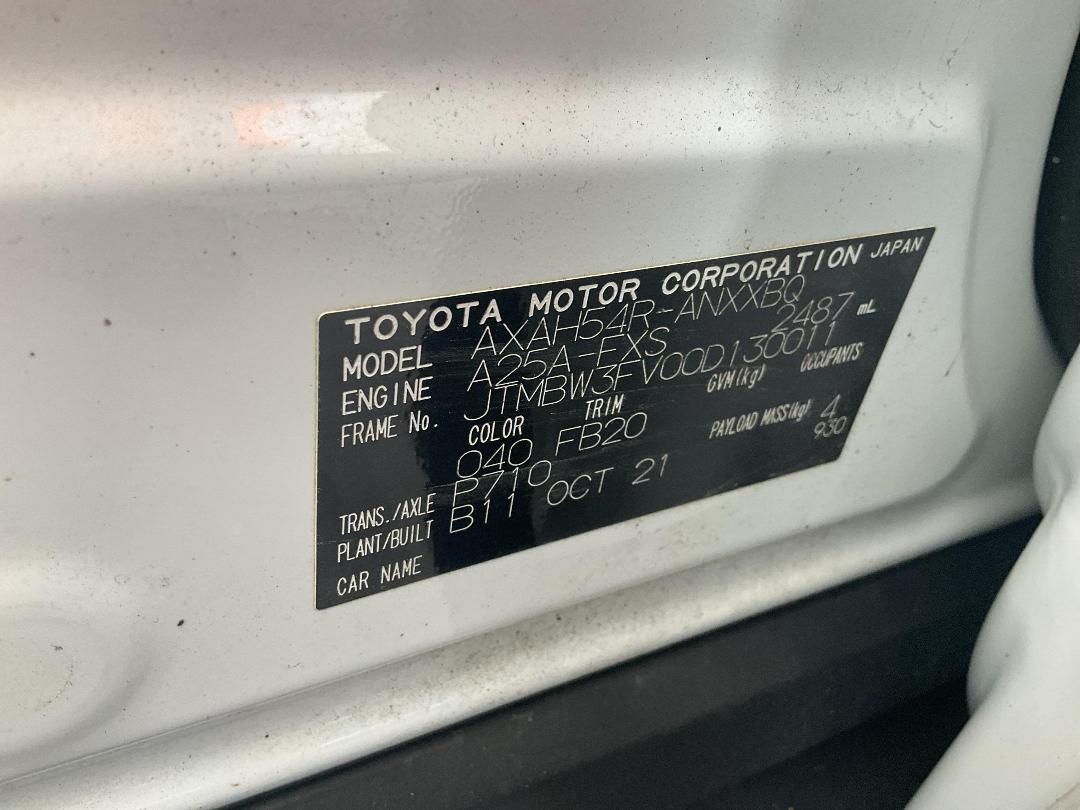 TOYOTA MOTOR CORPORATION JAPAN
MODEL AXAH54R-ANXXBQ
ENGINE A25A-FXS 2487 mL
FRAME No. JTMBW3FV00D130011
COLOR TRIM GVM(kg) OCCUPANTS
040 FB20
PAYLOAD MASS(kg) 4
930
TRANS./AXLE P710
PLANT/BUILT B11 OCT 21
CAR NAME